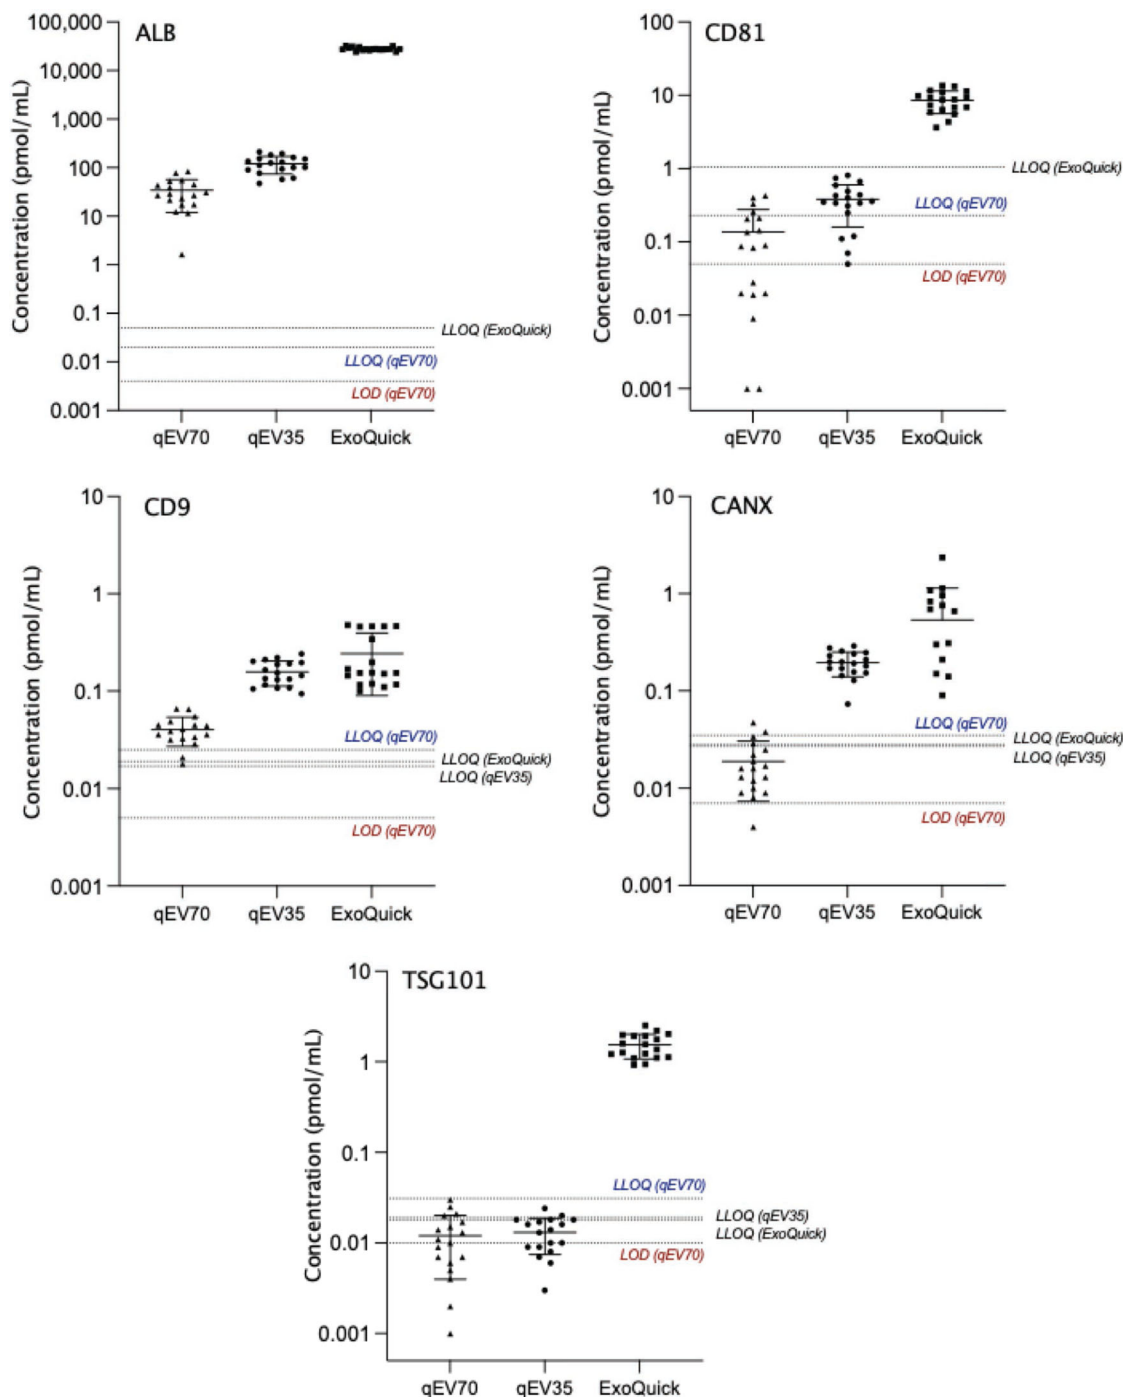 ALB
Concentration (pmol/mL)
100,000
10,000
1,000
100
10
1
0.1
0.01
0.001
LLOQ (ExoQuick)
LLOQ (qEV70)
LOD (qEV70)
qEV70 qEV35 ExoQuick
CD81
Concentration (pmol/mL)
100
10
1
0.1
0.01
0.001
LLOQ (ExoQuick)
LLOQ (qEV70)
LOD (qEV70)
qEV70 qEV35 ExoQuick
CD9
Concentration (pmol/mL)
10
1
0.1
0.01
0.001
LLOQ (qEV70)
LLOQ (ExoQuick)
LLOQ (qEV35)
LOD (qEV70)
qEV70 qEV35 ExoQuick
CANX
Concentration (pmol/mL)
10
1
0.1
0.01
0.001
LLOQ (qEV70)
LLOQ (ExoQuick)
LLOQ (qEV35)
LOD (qEV70)
qEV70 qEV35 ExoQuick
TSG101
Concentration (pmol/mL)
10
1
0.1
0.01
0.001
LLOQ (qEV70)
LLOQ (qEV35)
LLOQ (ExoQuick)
LOD (qEV70)
qEV70 qEV35 ExoQuick